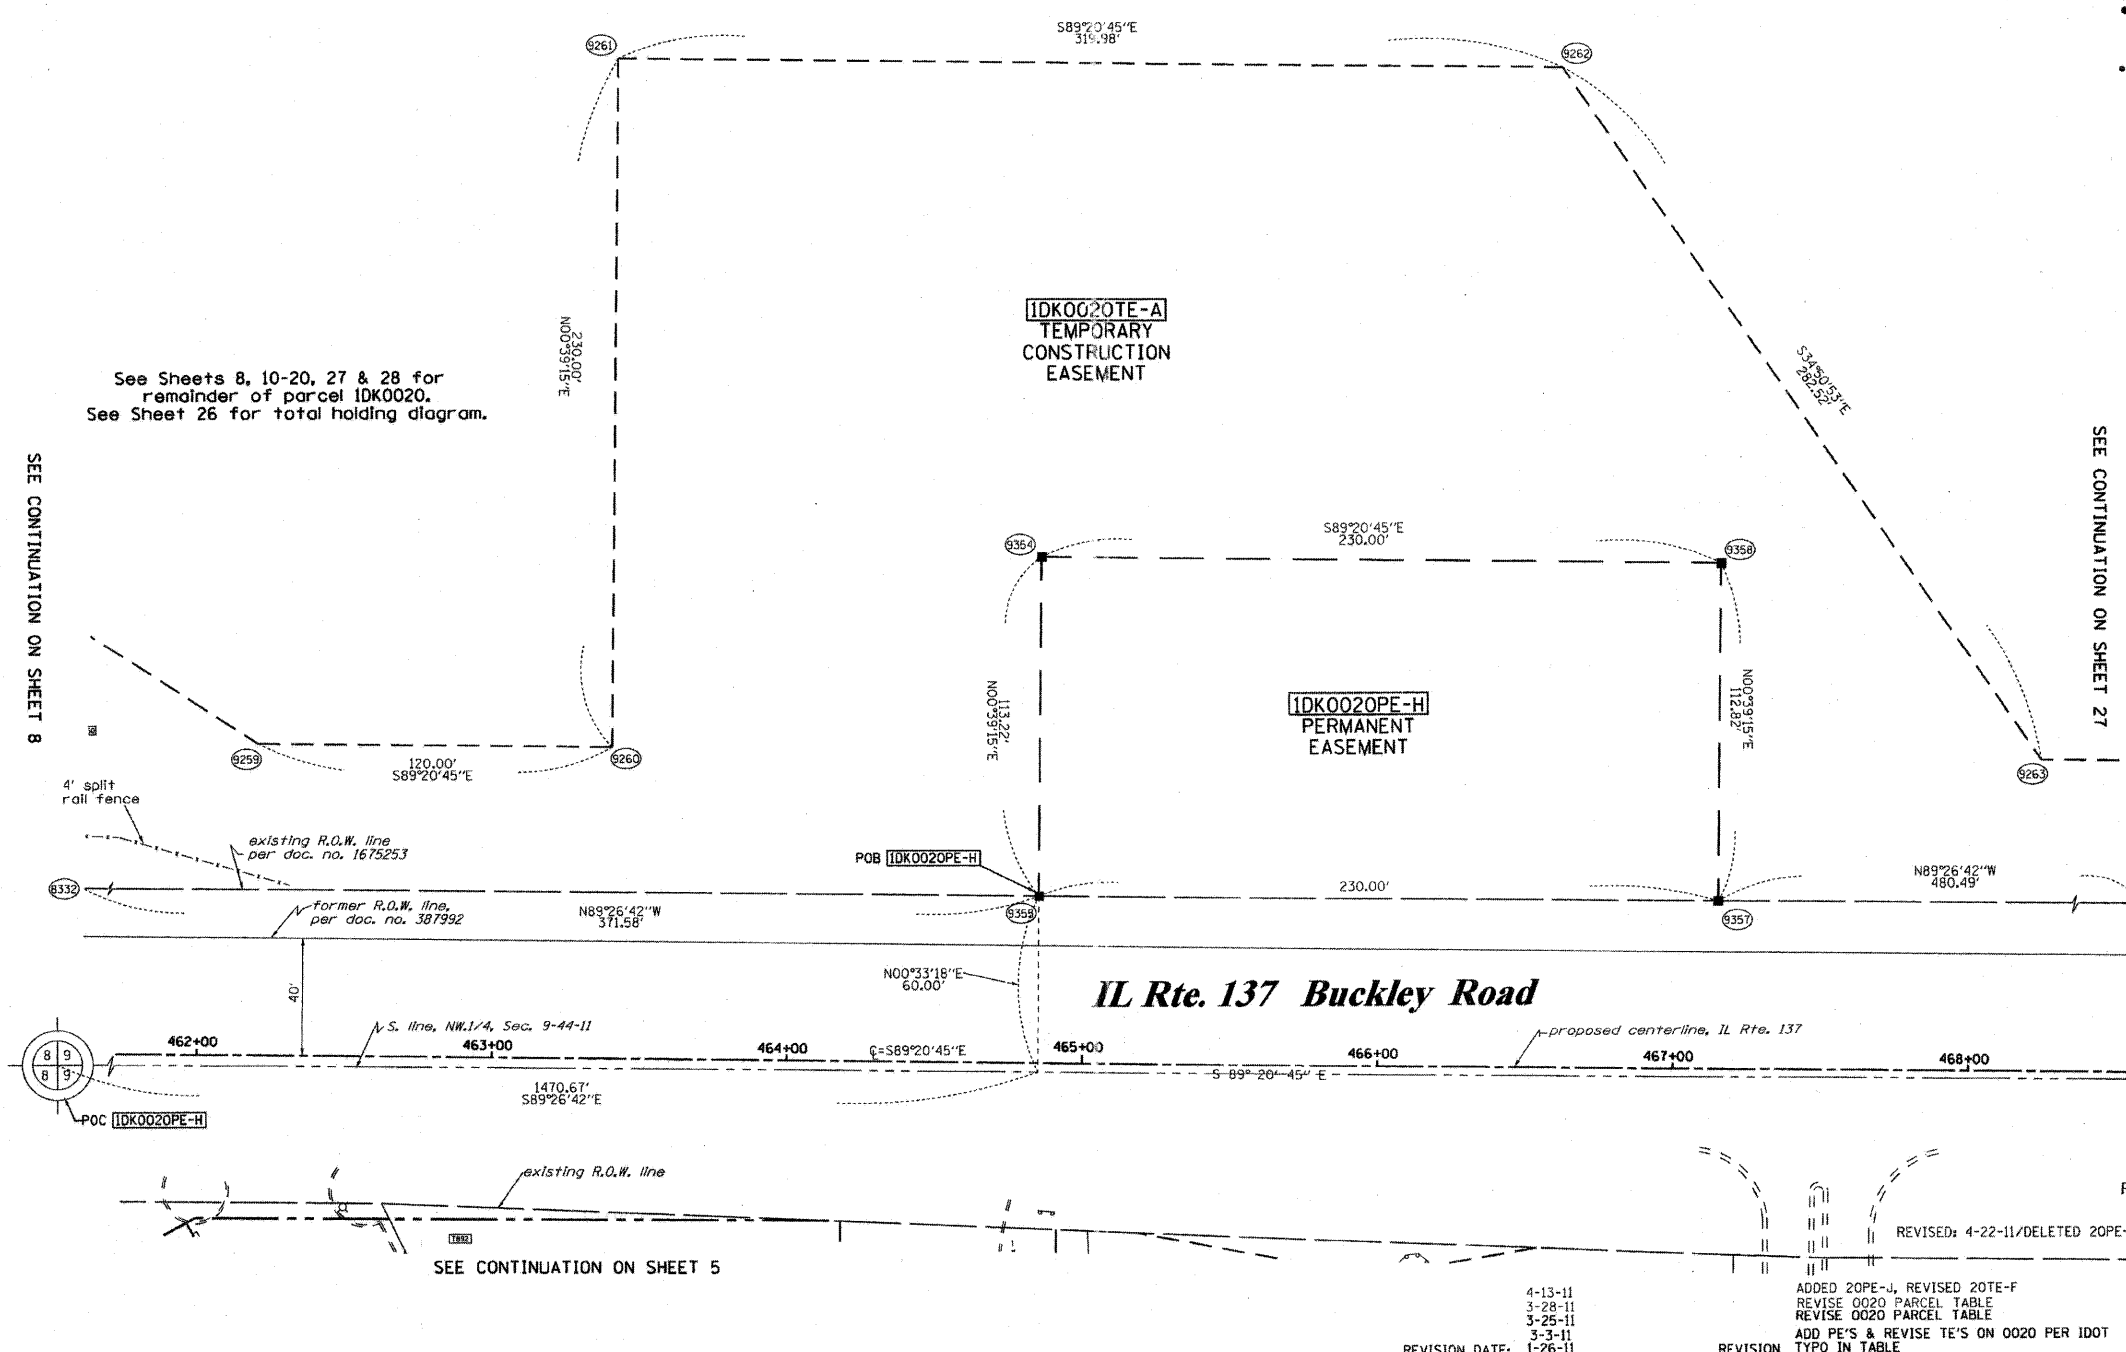 S89°20'45"E
319.98'
9261
9262
1DK0020TE-A
TEMPORARY
CONSTRUCTION
EASEMENT
230.00'
N00°39'15"E
See Sheets 8, 10-20, 27 & 28 for
remainder of parcel 1DK0020.
See Sheet 26 for total holding diagram.
S34°50'53"E
282.52'
SEE CONTINUATION ON SHEET 8
SEE CONTINUATION ON SHEET 27
S89°20'45"E
230.00'
9354
9358
113.22'
N00°39'15"E
1DK0020PE-H
PERMANENT
EASEMENT
N00°39'15"E
112.82'
9259
120.00'
S89°20'45"E
9260
9263
4' split
rail fence
existing R.O.W. line
per doc. no. 1675253
POB 1DK0020PE-H
8332
former R.O.W. line,
per doc. no. 387992
N89°26'42"W
371.58'
9355
230.00'
9357
N89°26'42"W
480.49'
40'
N00°33'18"E
60.00'
IL Rte. 137 Buckley Road
S. line, NW.1/4, Sec. 9-44-11
proposed centerline, IL Rte. 137
462+00
463+00
464+00
℄=S89°20'45"E
465+00
466+00
467+00
468+00
8 9
8 9
S 89° 20' 45" E
1470.67'
S89°26'42"E
POC 1DK0020PE-H
existing R.O.W. line
SEE CONTINUATION ON SHEET 5
REVISED: 4-22-11/DELETED 20PE-
4-13-11
ADDED 20PE-J, REVISED 20TE-F
3-28-11
REVISE 0020 PARCEL TABLE
3-25-11
REVISE 0020 PARCEL TABLE
3-3-11
ADD PE'S & REVISE TE'S ON 0020 PER IDOT
REVISION DATE: 1-26-11
REVISION TYPO IN TABLE